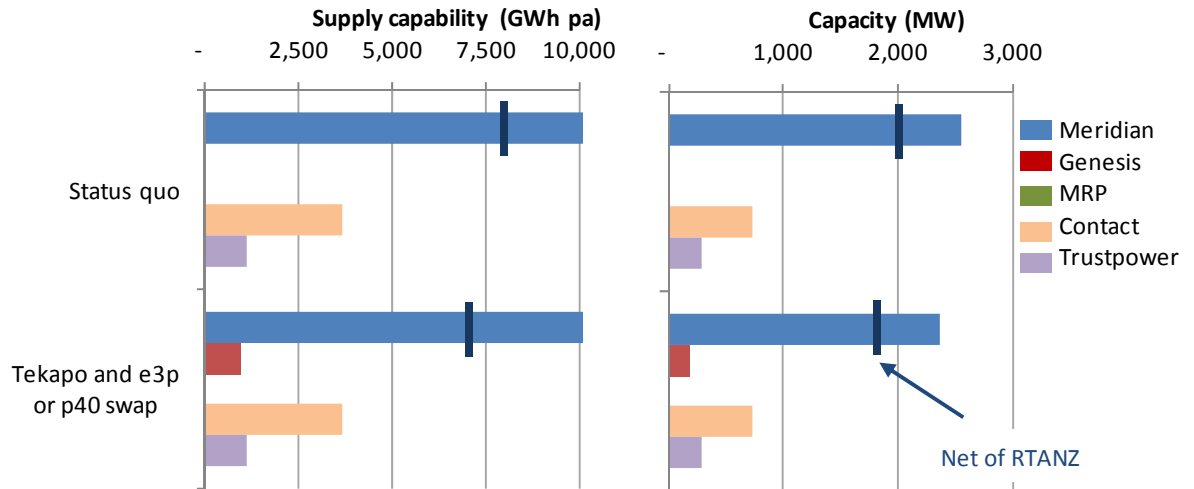 Supply capability (GWh pa)
- 2,500 5,000 7,500 10,000
Capacity (MW)
- 1,000 2,000 3,000
Status quo
Tekapo and e3p
or p40 swap
Meridian
Genesis
MRP
Contact
Trustpower
Net of RTANZ